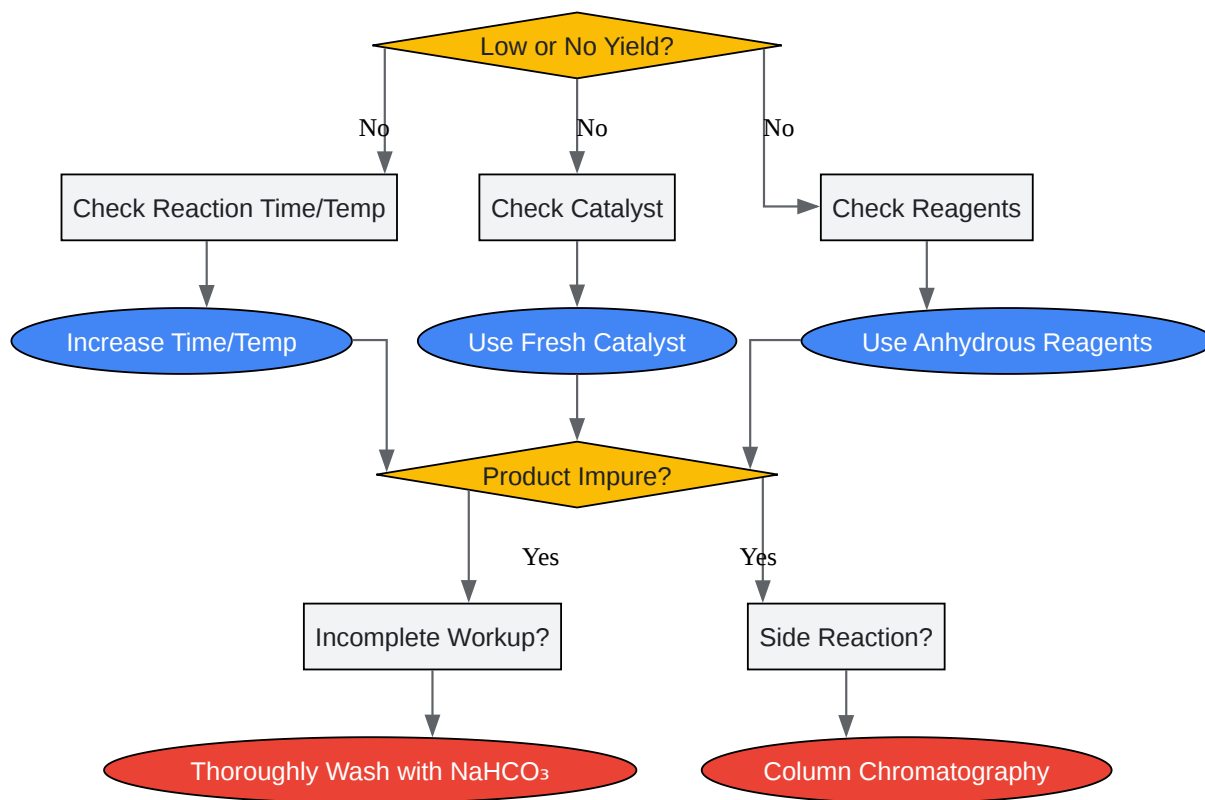 Low or No Yield?
No
No
No
Check Reaction Time/Temp
Check Catalyst
Check Reagents
Increase Time/Temp
Use Fresh Catalyst
Use Anhydrous Reagents
Product Impure?
Yes
Yes
Incomplete Workup?
Side Reaction?
Thoroughly Wash with NaHCO₃
Column Chromatography